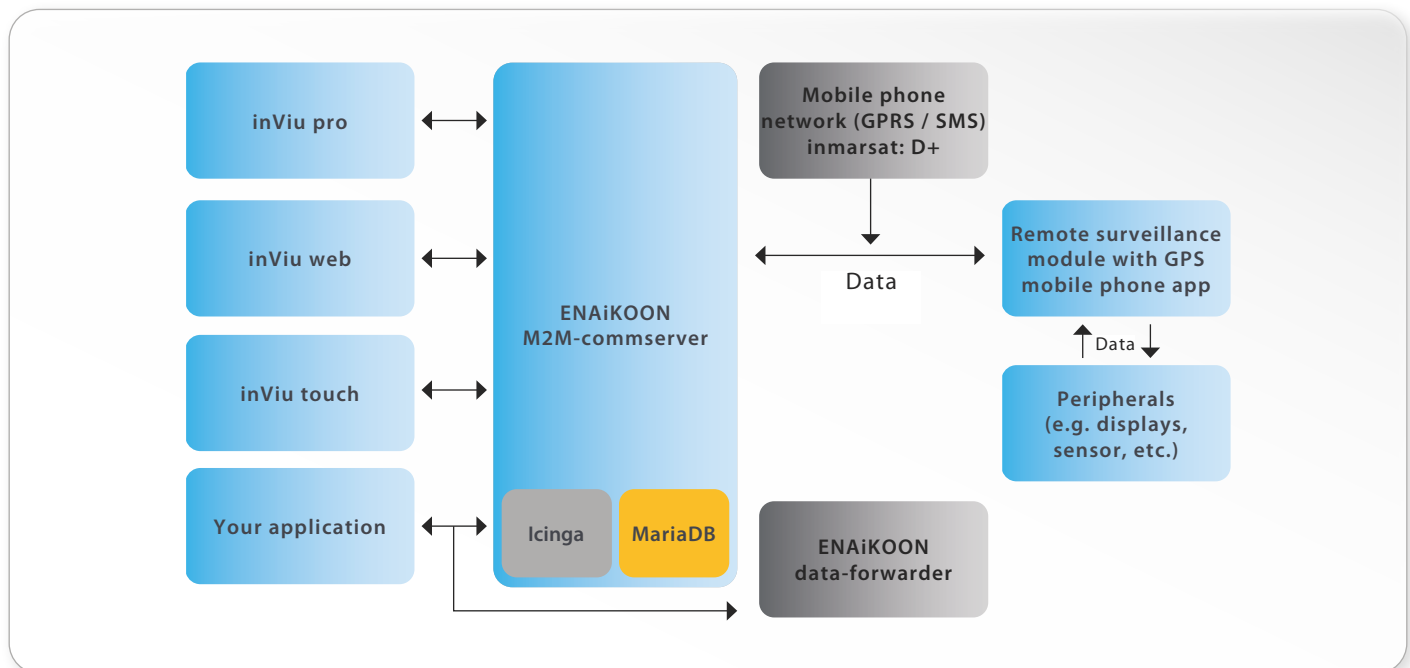 inViu pro
inViu web
inViu touch
Your application
ENAiKOON
M2M-commserver
Icinga
MariaDB
Mobile phone
network (GPRS / SMS)
inmarsat: D+
Data
Remote surveillance
module with GPS
mobile phone app
Data
Peripherals
(e.g. displays,
sensor, etc.)
ENAiKOON
data-forwarder